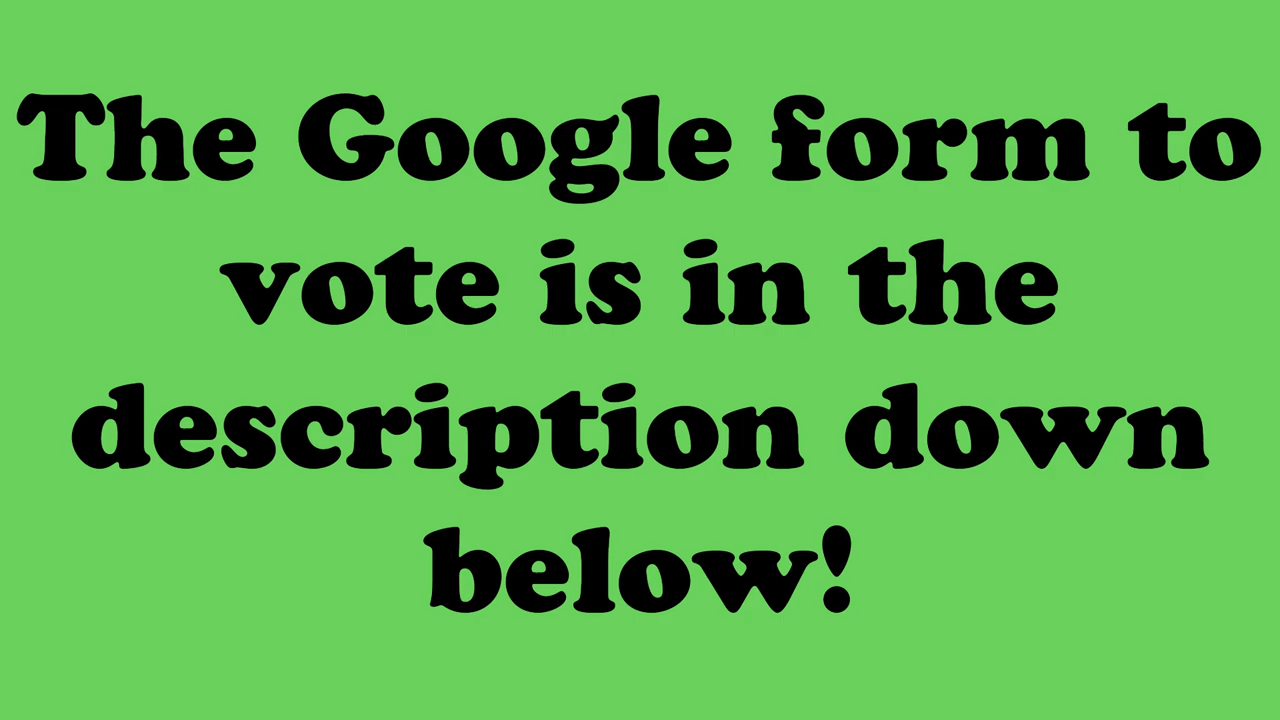 The Google form to
vote is in the
description down
below!